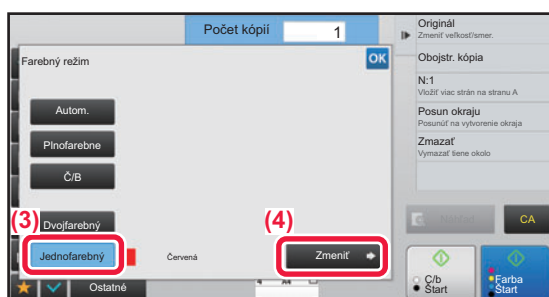 Počet kópií 1
Farebný režim
OK
Autom.
Plnofarebne
Č/B
(3)
Dvojfarebný
Jednofarebný
Červená
(4)
Zmeniť
Ostatné
A4
Originál
Zmeniť veľkosť/smer.
Obojstr. kópia
N:1
Vložiť viac strán na stranu A
Posun okraju
Posunúť na vytvorenie okraja
Zmazať
Vymazať tiene okolo
CA
Č/b
Štart
Farba
Štart